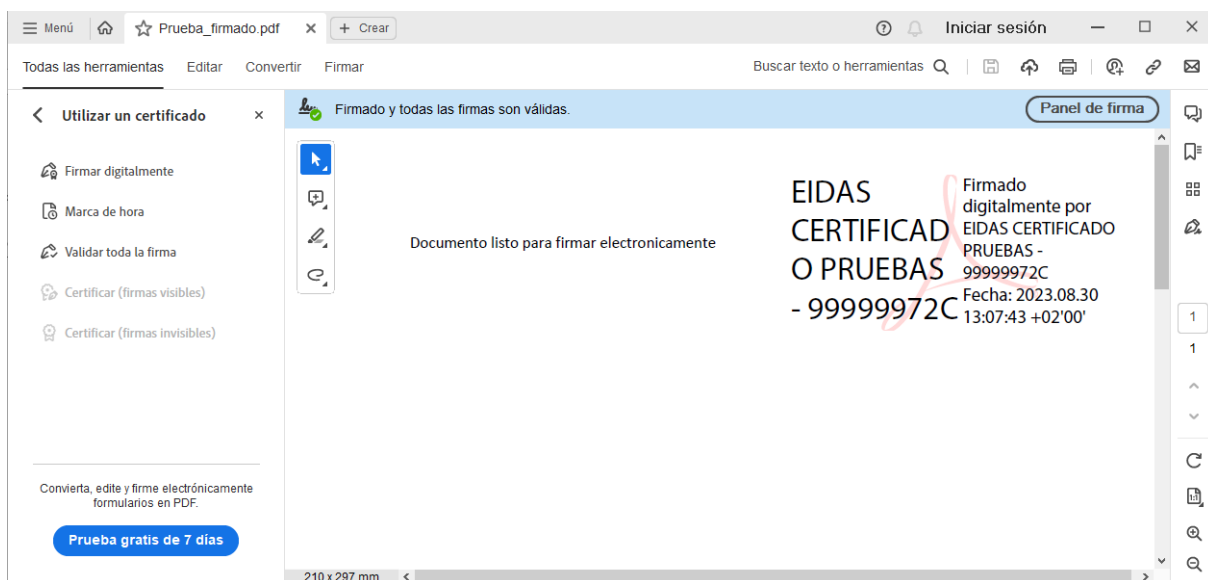 Menú
Prueba_firmado.pdf
+ Crear
Iniciar sesión
Todas las herramientas Editar Convertir Firmar
Buscar texto o herramientas
Utilizar un certificado
Firmar digitalmente
Marca de hora
Validar toda la firma
Certificar (firmas visibles)
Certificar (firmas invisibles)
Convierta, edite y firme electrónicamente
formularios en PDF.
Prueba gratis de 7 días
Firmado y todas las firmas son válidas.
Panel de firma
Documento listo para firmar electronicamente
EIDAS
CERTIFICAD
O PRUEBAS
- 99999972C
Firmado
digitalmente por
EIDAS CERTIFICADO
PRUEBAS -
99999972C
Fecha: 2023.08.30
13:07:43 +02'00'
1
1
1:1
210 x 297 mm